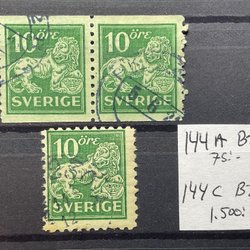 10 ÖRE 10 ÖRE
SVERIGE SVERIGE
10 ÖRE
SVERIGE
144 A B
75:-
144 C B
1.500: